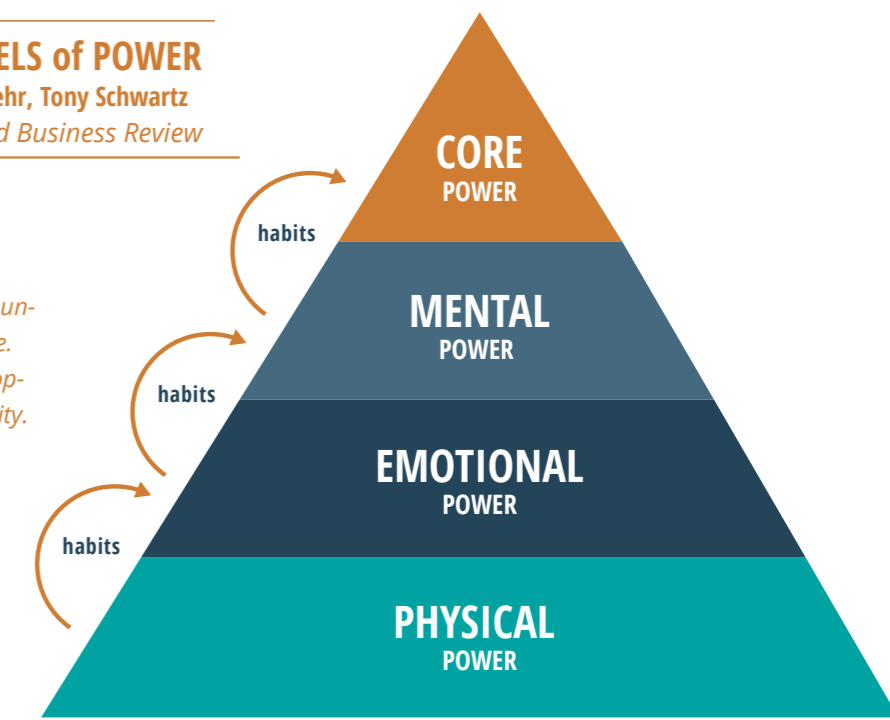 ELS of POWER
ehr, Tony Schwartz
d Business Review
CORE
POWER
habits
un-
e.
MENTAL
POWER
op-
habits
ity.
EMOTIONAL
POWER
habits
PHYSICAL
POWER